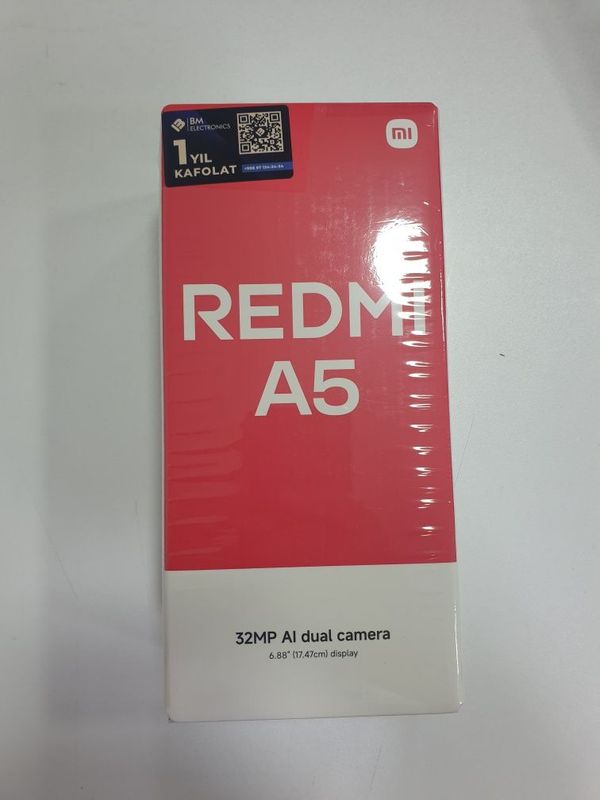 BM
ELECTRONICS
1 YIL
KAFOLAT
mi
REDMI
A5
32MP AI dual camera
6.88" (17.47cm) display